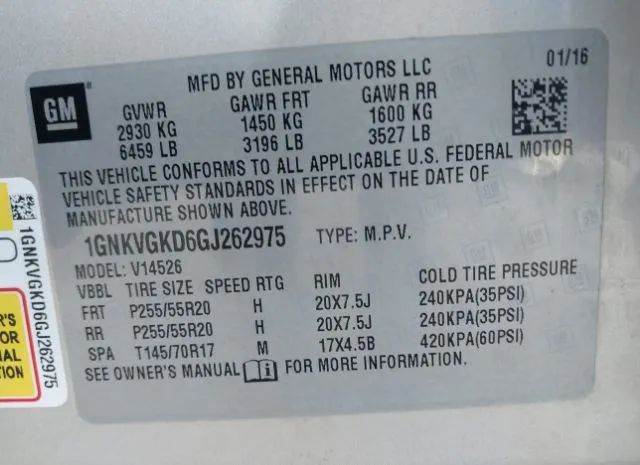 MFD BY GENERAL MOTORS LLC 01/16
GM
GVWR GAWR FRT GAWR RR
2930 KG 1450 KG 1600 KG
6459 LB 3196 LB 3527 LB
THIS VEHICLE CONFORMS TO ALL APPLICABLE U.S. FEDERAL MOTOR
VEHICLE SAFETY STANDARDS IN EFFECT ON THE DATE OF
MANUFACTURE SHOWN ABOVE.
1GNKVGKD6GJ262975 TYPE: M.P.V.
MODEL: V14526
VBBL TIRE SIZE SPEED RTG RIM COLD TIRE PRESSURE
FRT P255/55R20 H 20X7.5J 240KPA(35PSI)
RR P255/55R20 H 20X7.5J 240KPA(35PSI)
SPA T145/70R17 M 17X4.5B 420KPA(60PSI)
SEE OWNER'S MANUAL FOR MORE INFORMATION.
1GNKVGKD6GJ262975